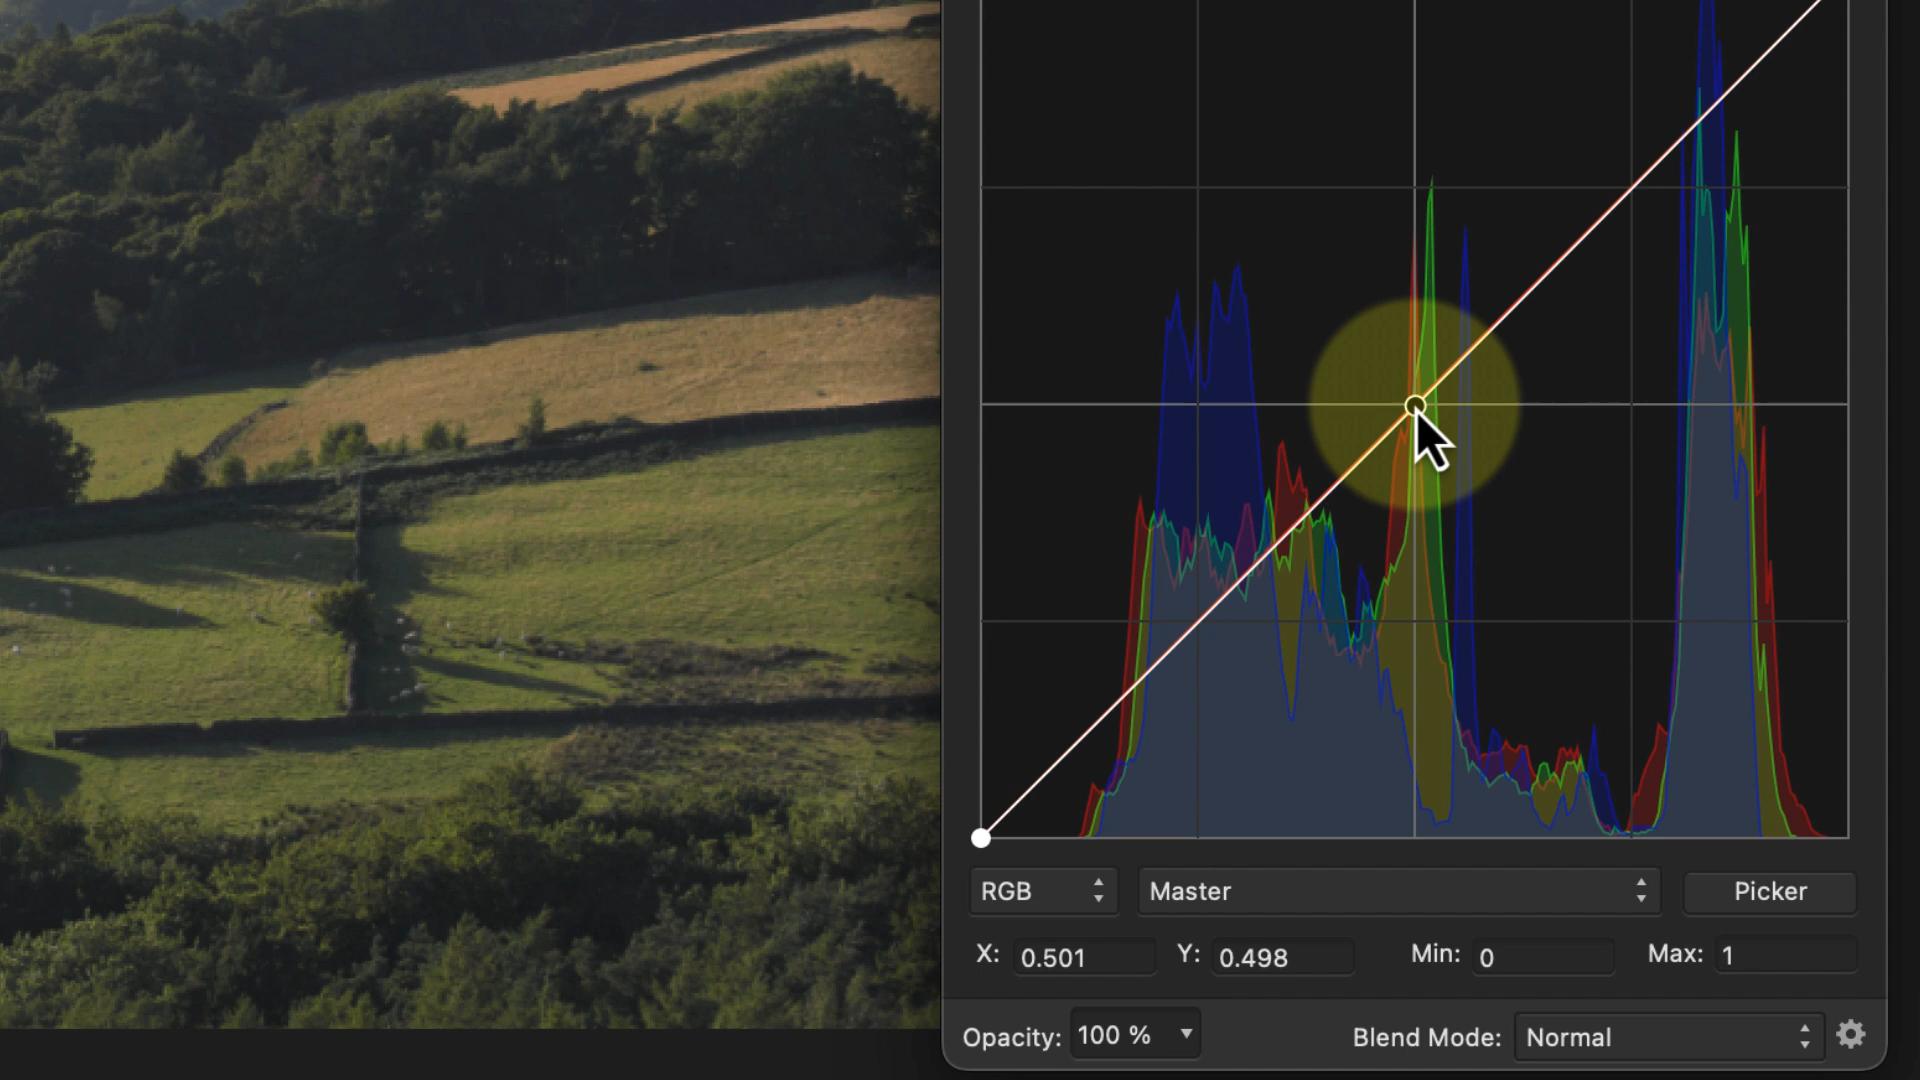 RGB Master Picker
X: 0.501 Y: 0.498 Min: 0 Max: 1
Opacity: 100 % Blend Mode: Normal